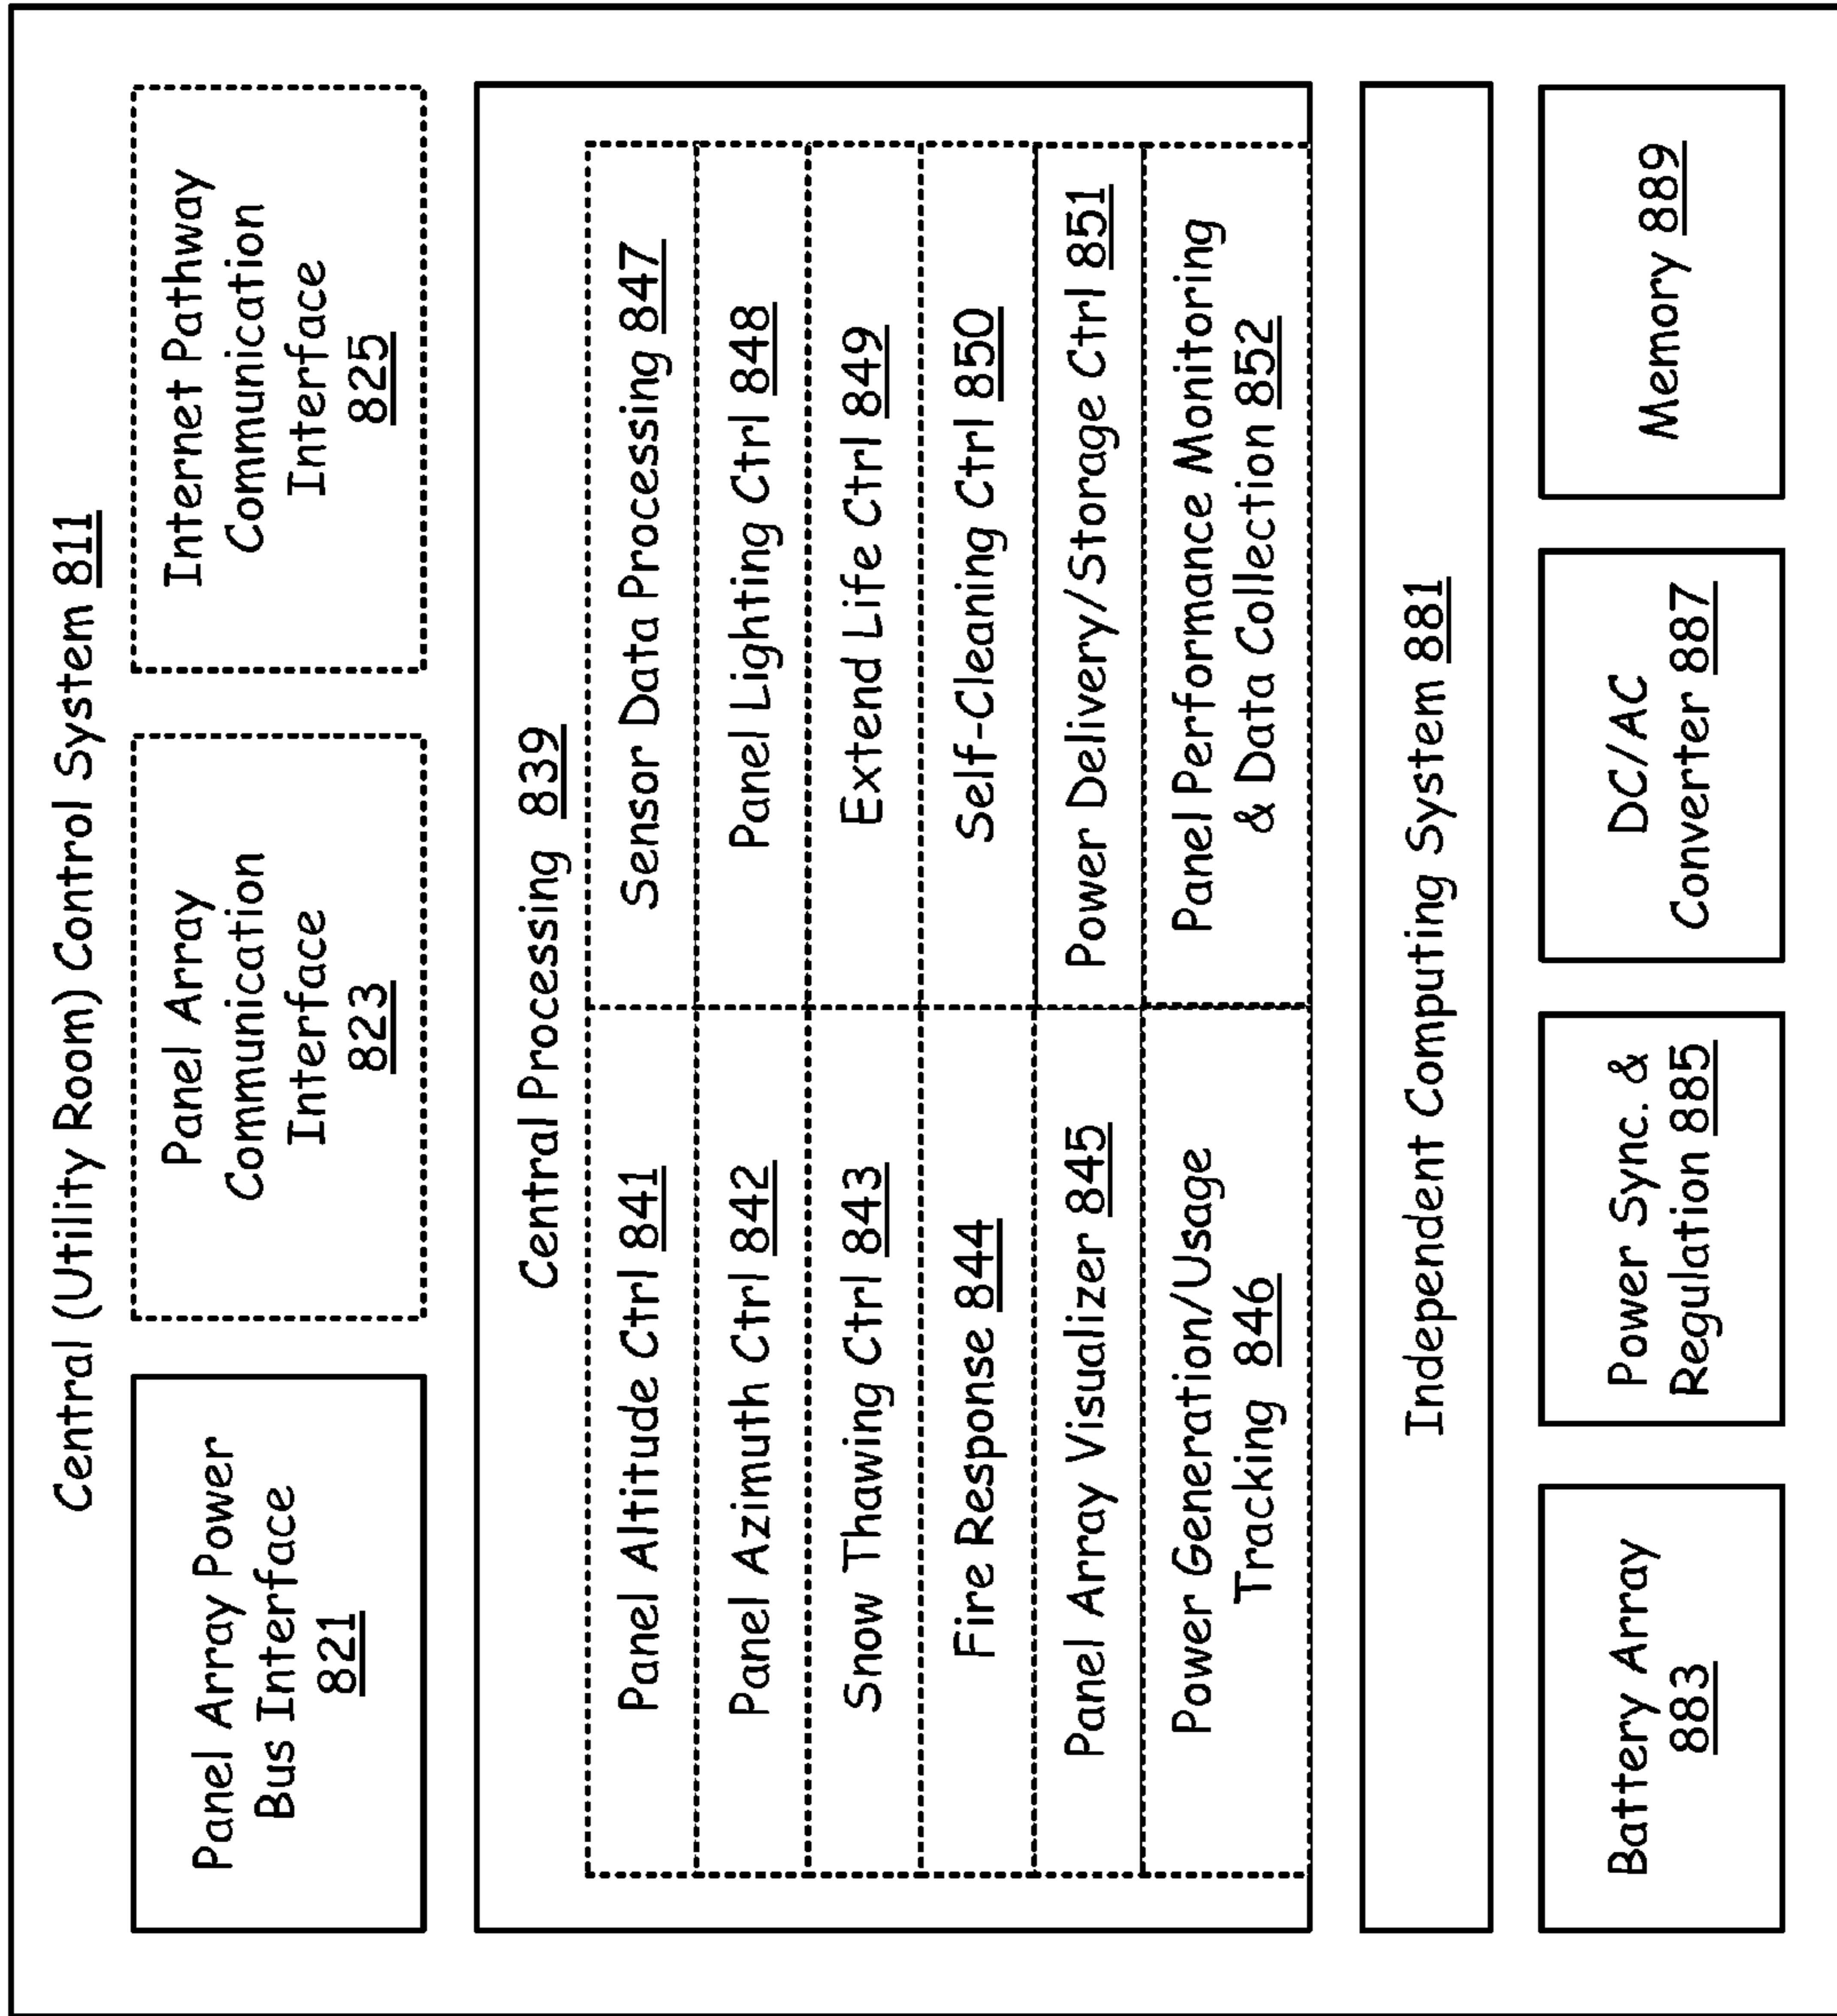 Central (Utility Room) Control System 811
Panel Array Power
Bus Interface
821
Panel Array
Communication
Interface
823
Internet Pathway
Communication
Interface
825
Central Processing 839
Panel Altitude Ctrl 841
Panel Azimuth Ctrl 842
Snow Thawing Ctrl 843
Fire Response 844
Panel Array Visualizer 845
Power Generation/Usage
Tracking 846
Sensor Data Processing 847
Panel Lighting Ctrl 848
Extend Life Ctrl 849
Self-Cleaning Ctrl 850
Power Delivery/Storage Ctrl 851
Panel Performance Monitoring
& Data Collection 852
Independent Computing System 881
Battery Array
883
Power Sync. &
Regulation 885
DC/AC
Converter 887
Memory 889